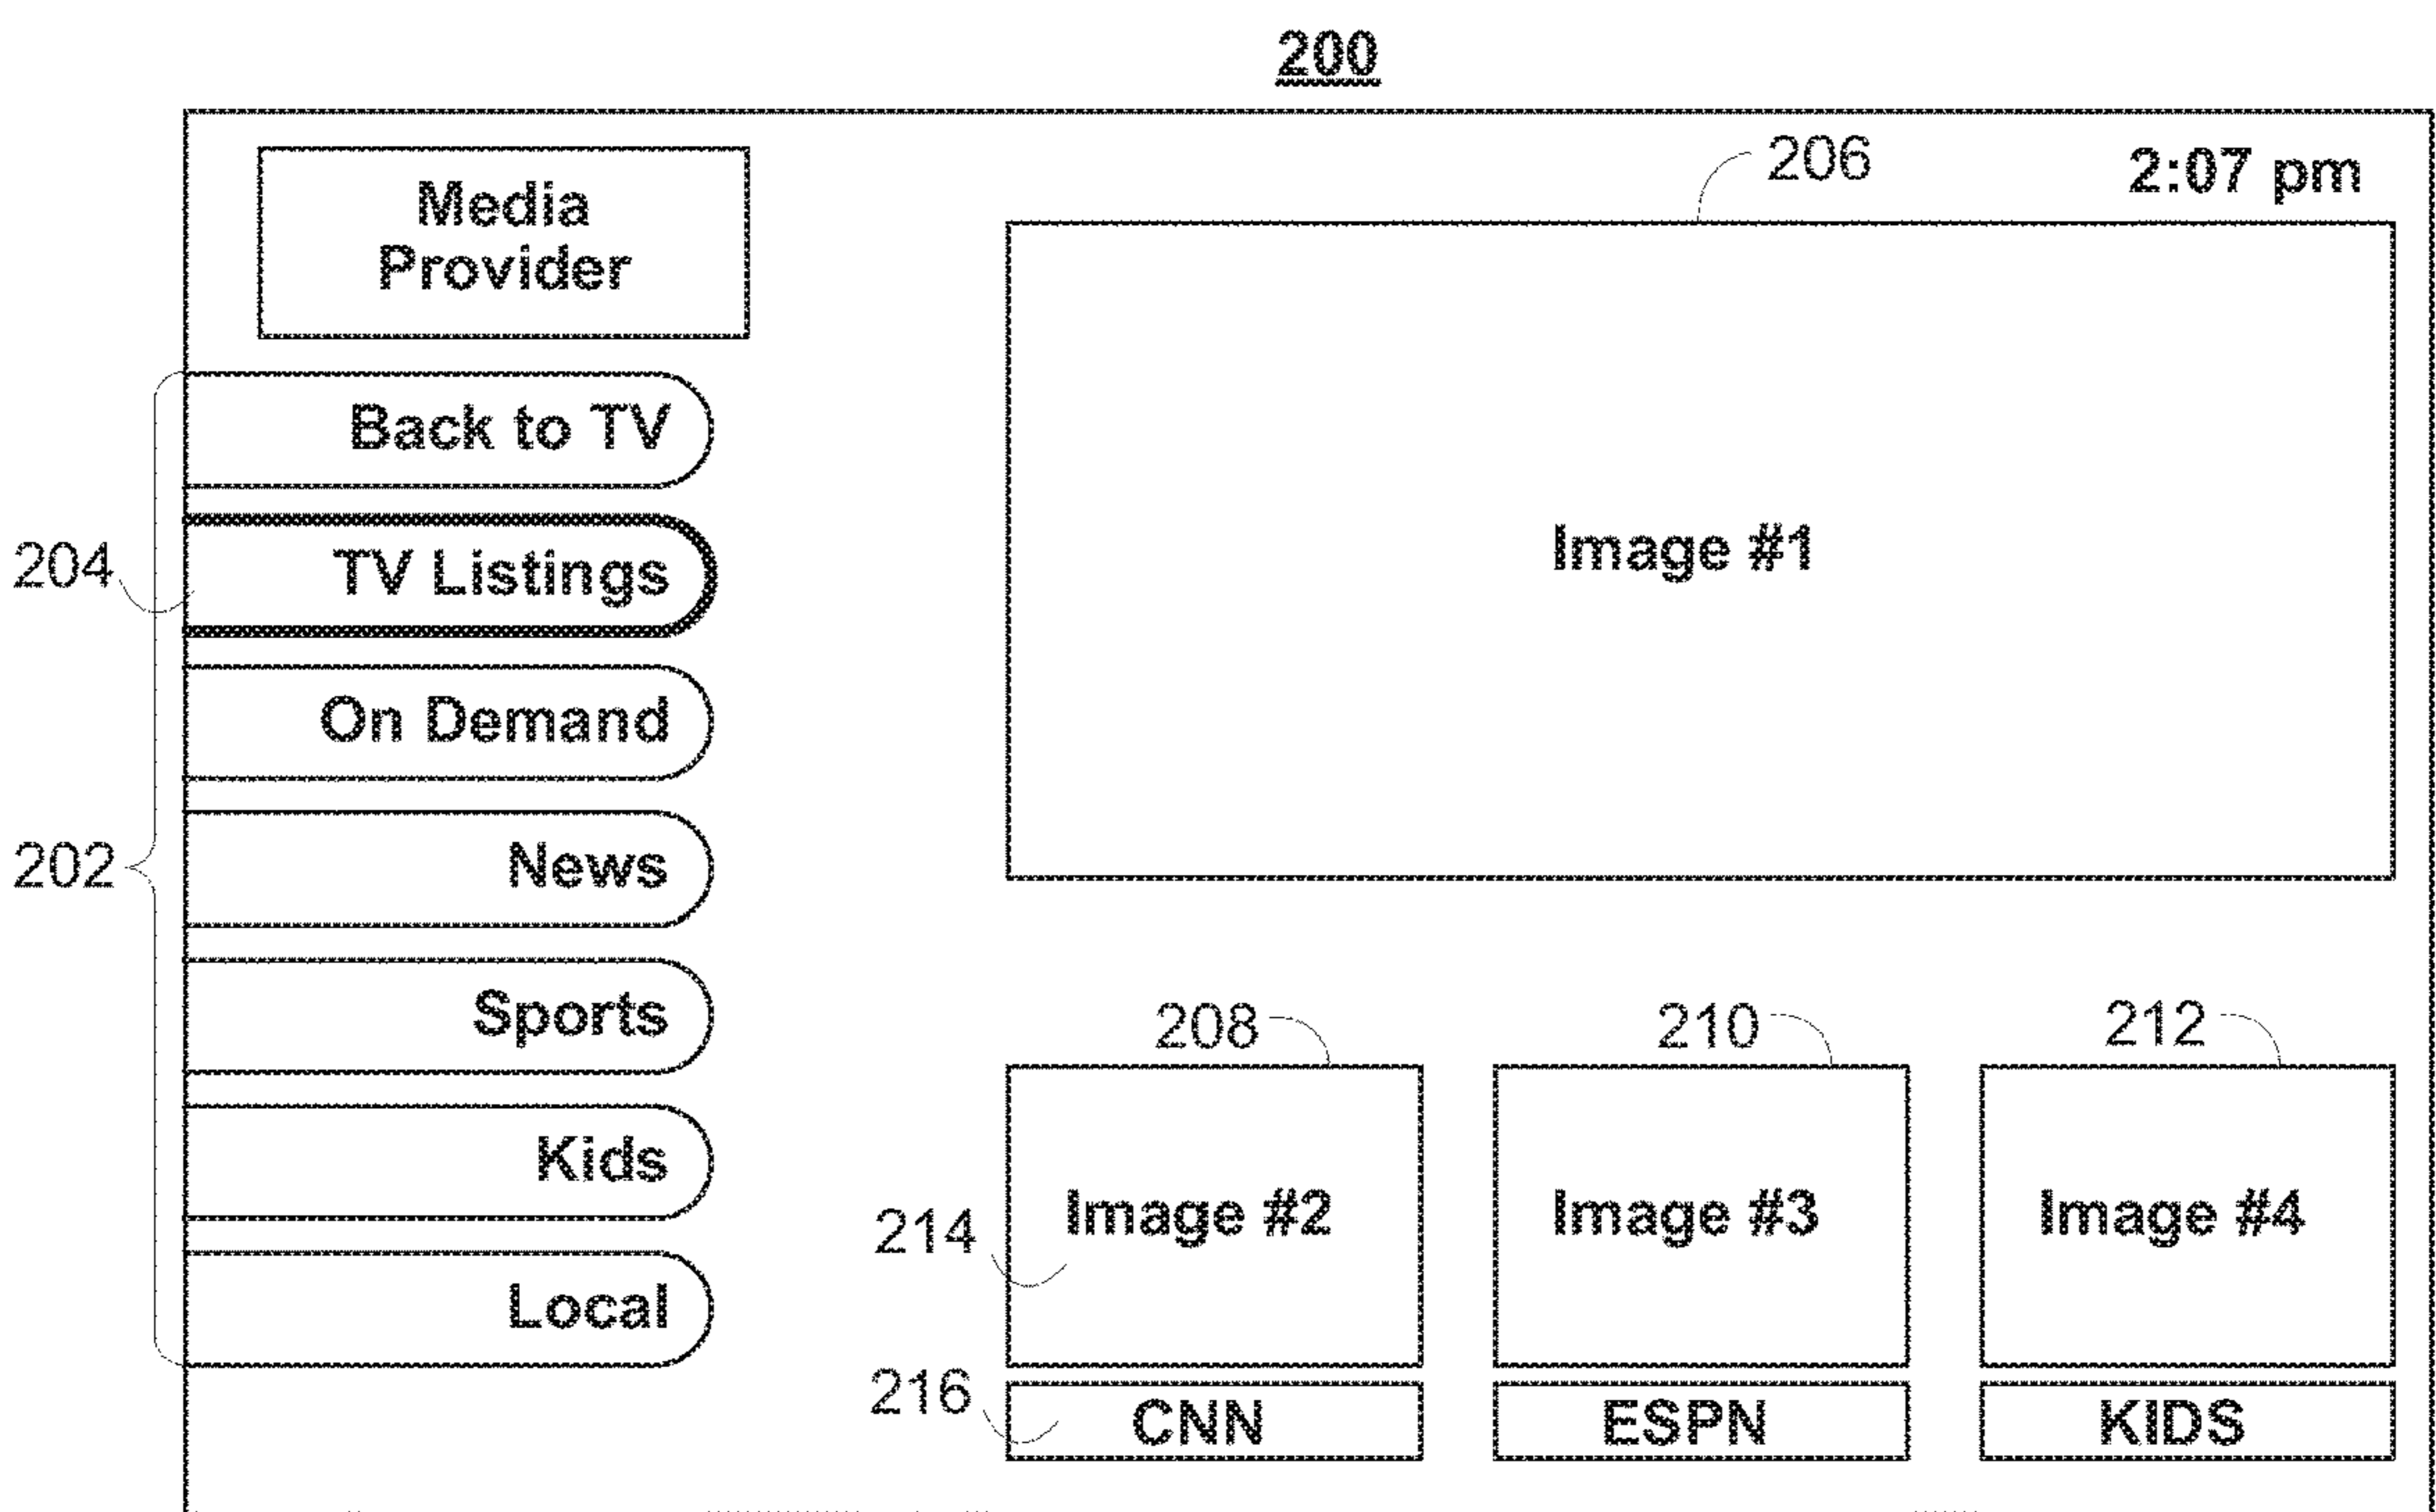 200
206
2:07 pm
Media
Provider
Back to TV
204
TV Listings
Image #1
On Demand
202
News
Sports
208
210
212
Kids
214
Image #2
Image #3
Image #4
Local
216
CNN
ESPN
KIDS